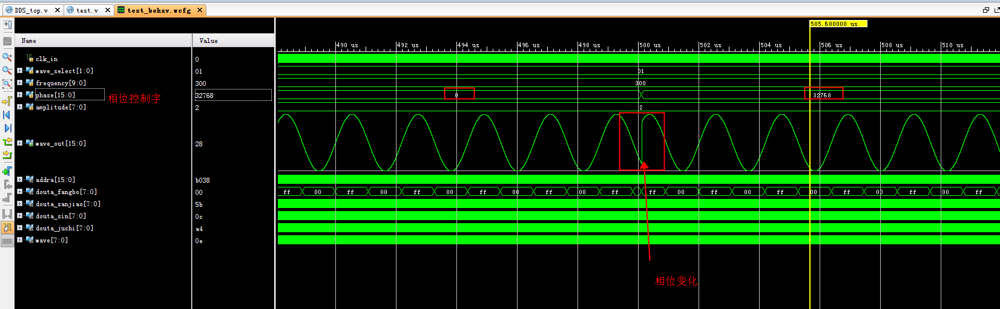 DDS_top.v test.v test_behav.wcfg
505.680000 us
Name Value
490 us 492 us 494 us 496 us 498 us 500 us 502 us 504 us 506 us 508 us 510 us
clk_in 0
wave_select[1:0] 01 01
frequency[9:0] 300 300
phase[15:0] 相位控制字 32768 0 32768
amplitude[7:0] 2 2
wave_out[15:0] 28
addra[15:0] b038
douta_fangbo[7:0] 00 ff 00 ff 00 ff 00 ff 00 ff 00 ff ff 00 ff 00 ff 00 ff 00 ff 00 ff
douta_sanjiao[7:0] 5b
douta_sin[7:0] 0c
douta_juchi[7:0] a4
wave[7:0] 0e
相位变化